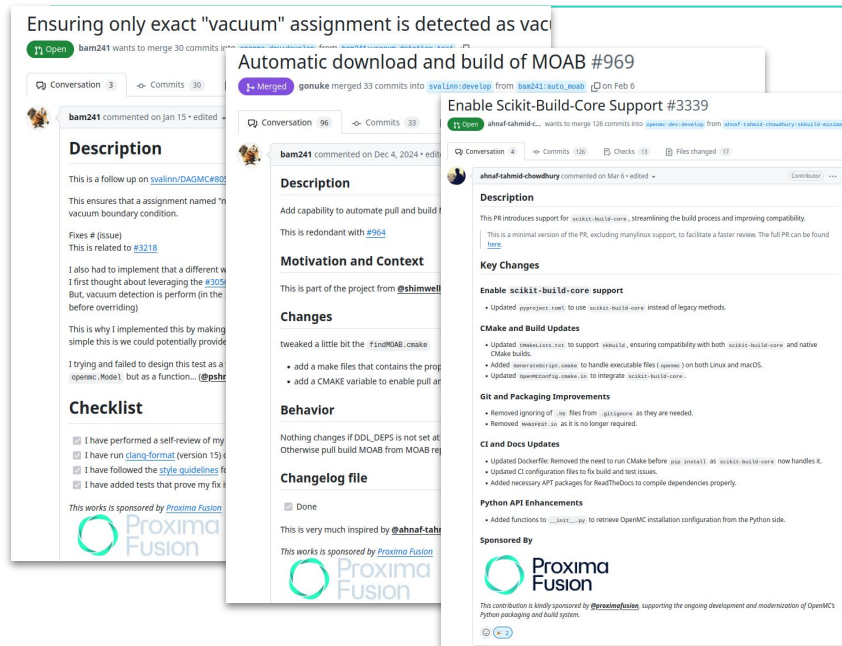 Ensuring only exact "vacuum" assignment is detected as vacu
Open bam241 wants to merge 30 commits into
Conversation 3 Commits 30
bam241 commented on Jan 15 • edited
Description
This is a follow up on svalinn/DAGMC#805
This ensures that a assignment named "n
vacuum boundary condition.
Fixes # (issue)
This is related to #3218
I also had to implement that a different w
I first thought about leveraging the #3056
But, vacuum detection is perform (in the
before overriding)
This is why I implemented this by making
simple this is we could potentially provide
I trying and failed to design this test as a
openmc.Model but as a function... (@pshr
Checklist
I have performed a self-review of my
I have run clang-format (version 15) o
I have followed the style guidelines fo
I have added tests that prove my fix i
This works is sponsored by Proxima Fusion
Proxima
Fusion
Automatic download and build of MOAB #969
Merged gonuke merged 33 commits into svalinn:develop from bam241:auto_moab on Feb 6
Conversation 96 Commits 33
bam241 commented on Dec 4, 2024 • edit
Description
Add capability to automate pull and build M
This is redondant with #964
Motivation and Context
This is part of the project from @shimwell
Changes
tweaked a little bit the findMOAB.cmake
• add a make files that contains the prop
• add a CMAKE variable to enable pull an
Behavior
Nothing changes if DDL_DEPS is not set at
Otherwise pull build MOAB from MOAB rep
Changelog file
Done
This is very much inspired by @ahnaf-tahm
This works is sponsored by Proxima Fusion
Proxima
Fusion
Enable Scikit-Build-Core Support #3339
Open ahnaf-tahmid-c... wants to merge 126 commits into openmc-dev:develop from ahnaf-tahmid-chowdhury:skbuild-minima
Conversation 4 Commits 126 Checks 13 Files changed 17
ahnaf-tahmid-chowdhury commented on Mar 6 • edited Contributor ...
Description
This PR introduces support for scikit-build-core, streamlining the build process and improving compatibility.
This is a minimal version of the PR, excluding manylinux support, to facilitate a faster review. The full PR can be found
here.
Key Changes
Enable scikit-build-core support
• Updated pyproject.toml to use scikit-build-core instead of legacy methods.
CMake and Build Updates
• Updated CMakeLists.txt to support skbuild, ensuring compatibility with both scikit-build-core and native
CMake builds.
• Added GenerateScript.cmake to handle executable files (openmc) on both Linux and macOS.
• Updated OpenMCConfig.cmake.in to integrate scikit-build-core.
Git and Packaging Improvements
• Removed ignoring of .h5 files from .gitignore as they are needed.
• Removed MANIFEST.in as it is no longer required.
CI and Docs Updates
• Updated Dockerfile: Removed the need to run CMake before pip install as scikit-build-core now handles it.
• Updated CI configuration files to fix build and test issues.
• Added necessary APT packages for ReadTheDocs to compile dependencies properly.
Python API Enhancements
• Added functions to __init__.py to retrieve OpenMC installation configuration from the Python side.
Sponsored By
Proxima
Fusion
This contribution is kindly sponsored by @proximafusion, supporting the ongoing development and modernization of OpenMC's
Python packaging and build system.
2